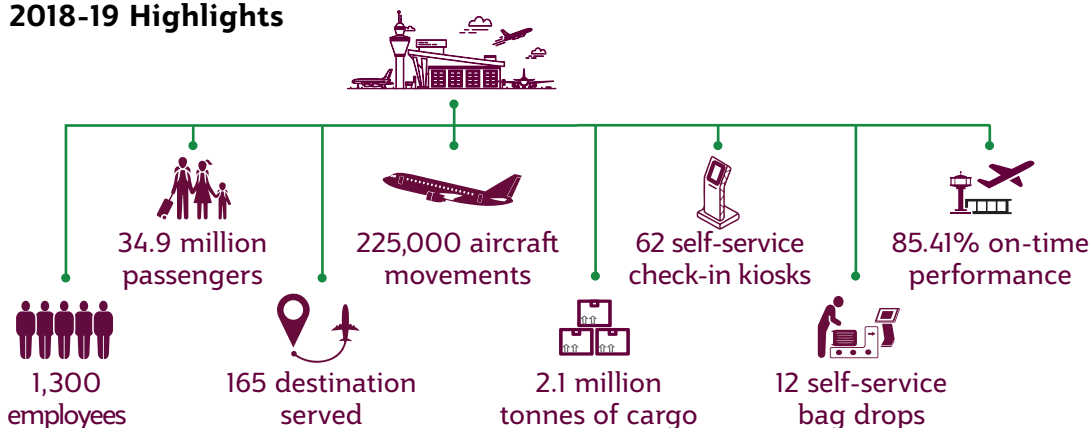 2018-19 Highlights
34.9 million
passengers
225,000 aircraft
movements
62 self-service
check-in kiosks
85.41% on-time
performance
1,300
employees
165 destination
served
2.1 million
tonnes of cargo
12 self-service
bag drops